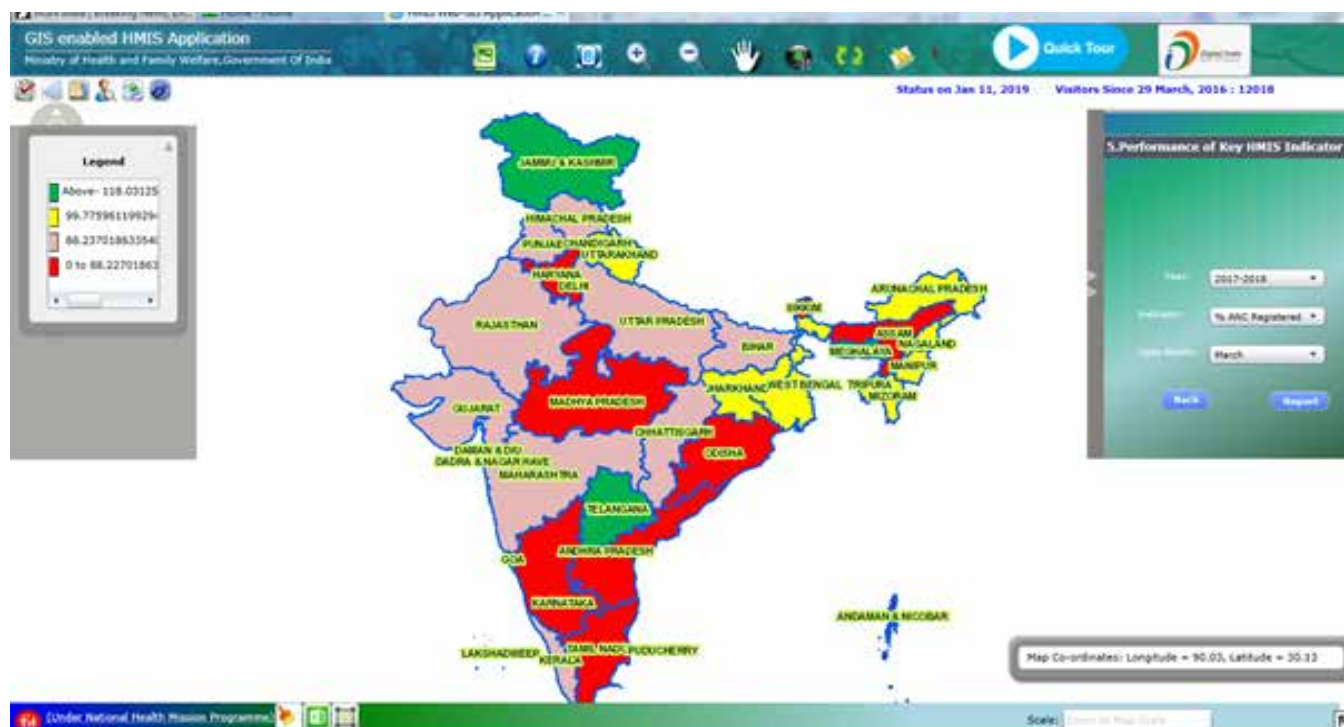 GIS enabled HMIS Application
Ministry of Health and Family Welfare,Government Of India
Quick Tour
Status on Jan 11, 2019 Visitors Since 29 March, 2016 : 12018
Legend
Above- 118.03125
99.7759611992
88.2370186335
0 to 88.22701863
5.Performance of Key HMIS Indicator
Year:
2017-2018
Indicator:
% ANC Registered
March
Back
Report
JAMMU & KASHMIR
HIMACHAL PRADESH
PUNJAB
CHANDIGARH
UTTARAKHAND
HARYANA
DELHI
ARUNACHAL PRADESH
SIKKIM
RAJASTHAN
UTTAR PRADESH
ASSAM
NAGALAND
BIHAR
MEGHALAYA
MANIPUR
JHARKHAND
WEST BENGAL
TRIPURA
MIZORAM
GUJARAT
MADHYA PRADESH
CHHATTISGARH
ODISHA
DAMAN & DIU
DADRA & NAGAR HAVE
MAHARASHTRA
TELANGANA
GOA
ANDHRA PRADESH
KARNATAKA
ANDAMAN & NICOBAR
LAKSHADWEEP
KERALA
TAMIL NADU
PUDUCHERRY
Map Co-ordinates: Longitude = 90.03, Latitude = 30.13
(Under National Health Mission Programme)
Scale: